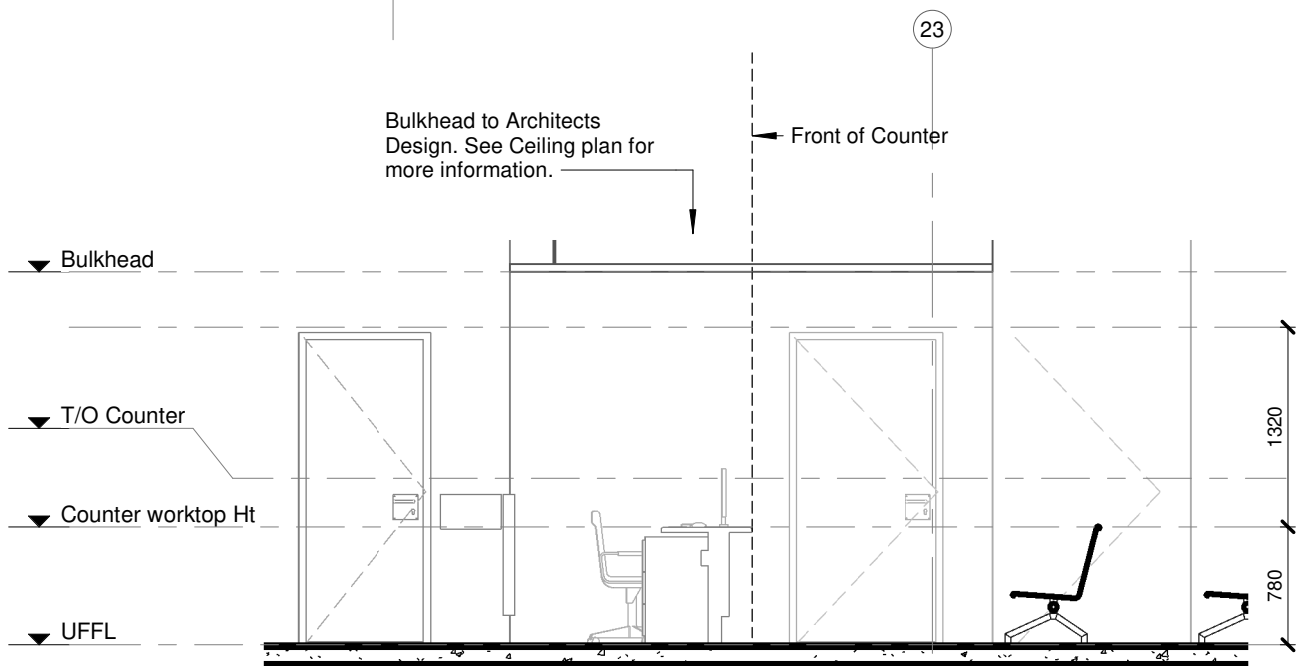 23
Bulkhead to Architects
Design. See Ceiling plan for
more information.
Front of Counter
Bulkhead
T/O Counter
1320
Counter worktop Ht
780
UFFL